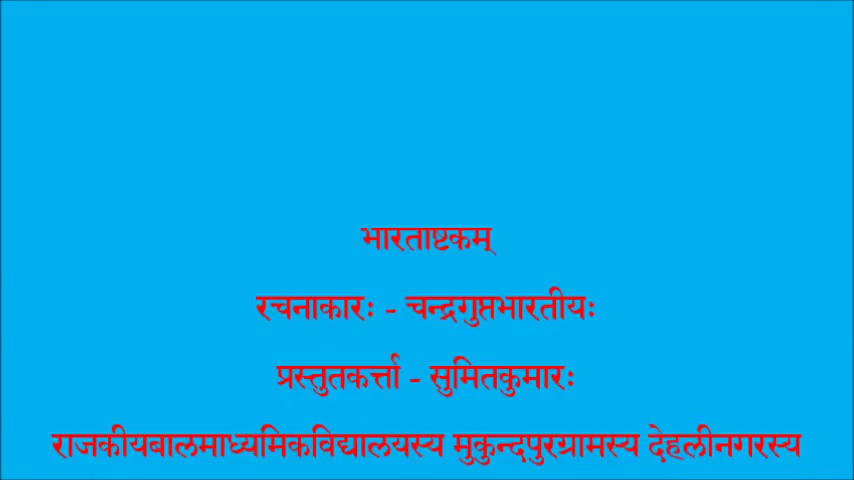 भारताष्टकम्
रचनाकारः - चन्द्रगुप्तभारतीयः
प्रस्तुतकर्त्ता - सुमितकुमारः
राजकीयबालमाध्यमिकविद्यालयस्य मुकुन्दपुरग्रामस्य देहलीनगरस्य